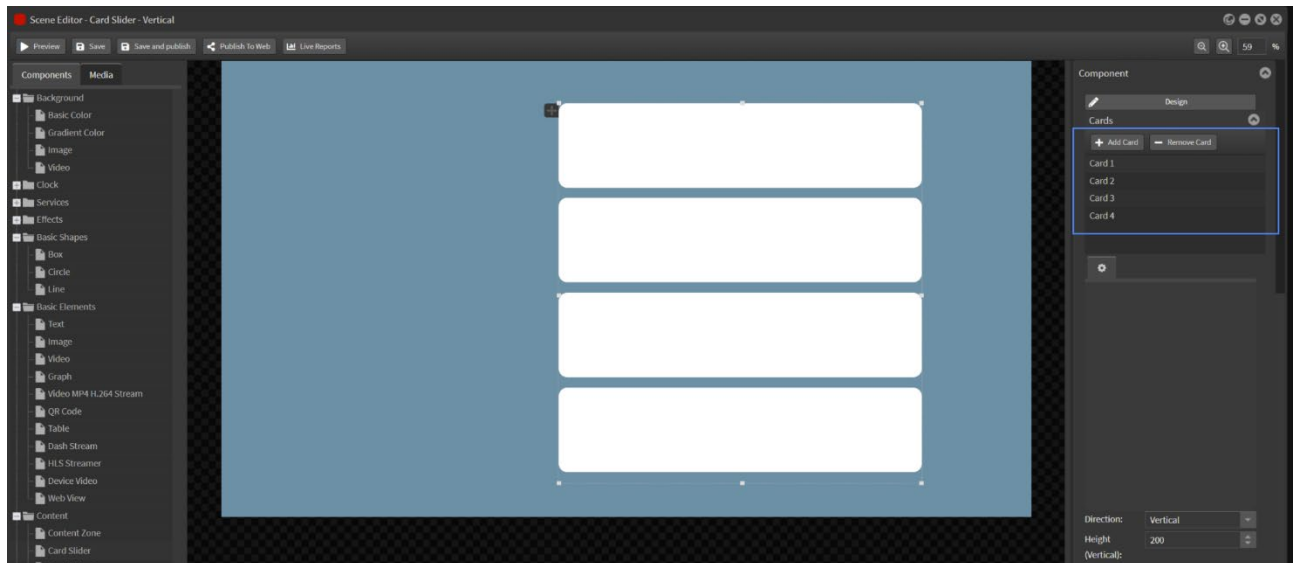 Scene Editor - Card Slider - Vertical
Preview Save Save and publish Publish To Web Live Reports 59 %
Components Media
Background
Basic Color
Gradient Color
Image
Video
Clock
Services
Effects
Basic Shapes
Box
Circle
Line
Basic Elements
Text
Image
Video
Graph
Video MP4 H.264 Stream
QR Code
Table
Dash Stream
HLS Streamer
Device Video
Web View
Content
Content Zone
Card Slider
Component
Design
Cards
Add Card Remove Card
Card 1
Card 2
Card 3
Card 4
Direction: Vertical
Height (Vertical): 200